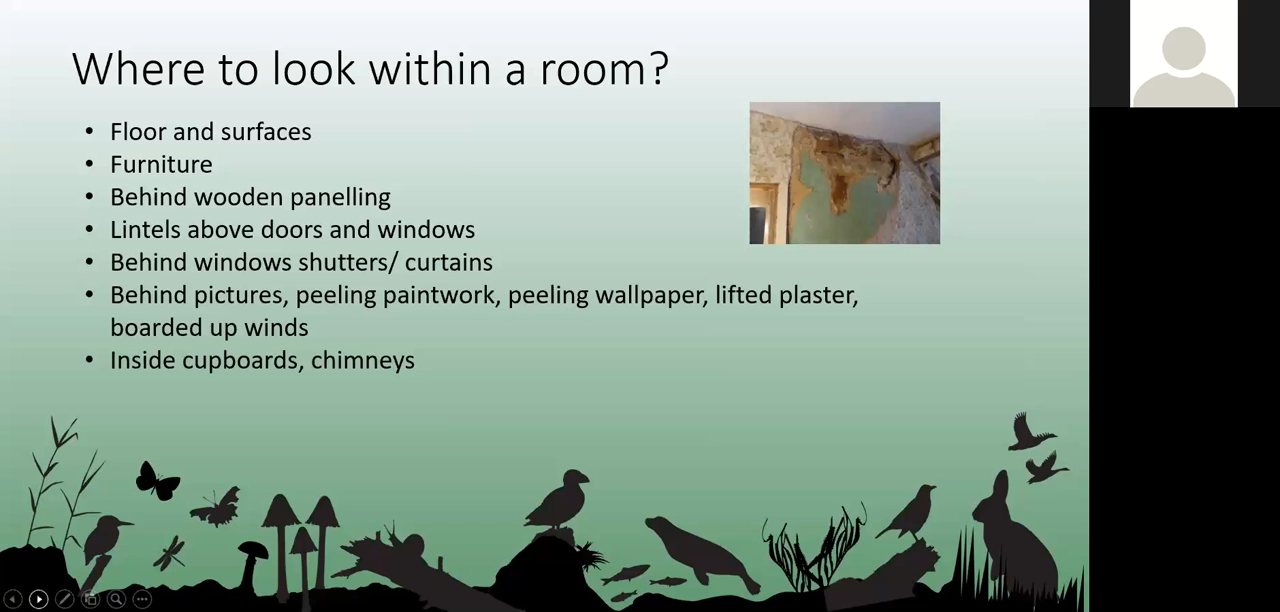 Where to look within a room?
• Floor and surfaces
• Furniture
• Behind wooden panelling
• Lintels above doors and windows
• Behind windows shutters/ curtains
• Behind pictures, peeling paintwork, peeling wallpaper, lifted plaster,
boarded up winds
• Inside cupboards, chimneys